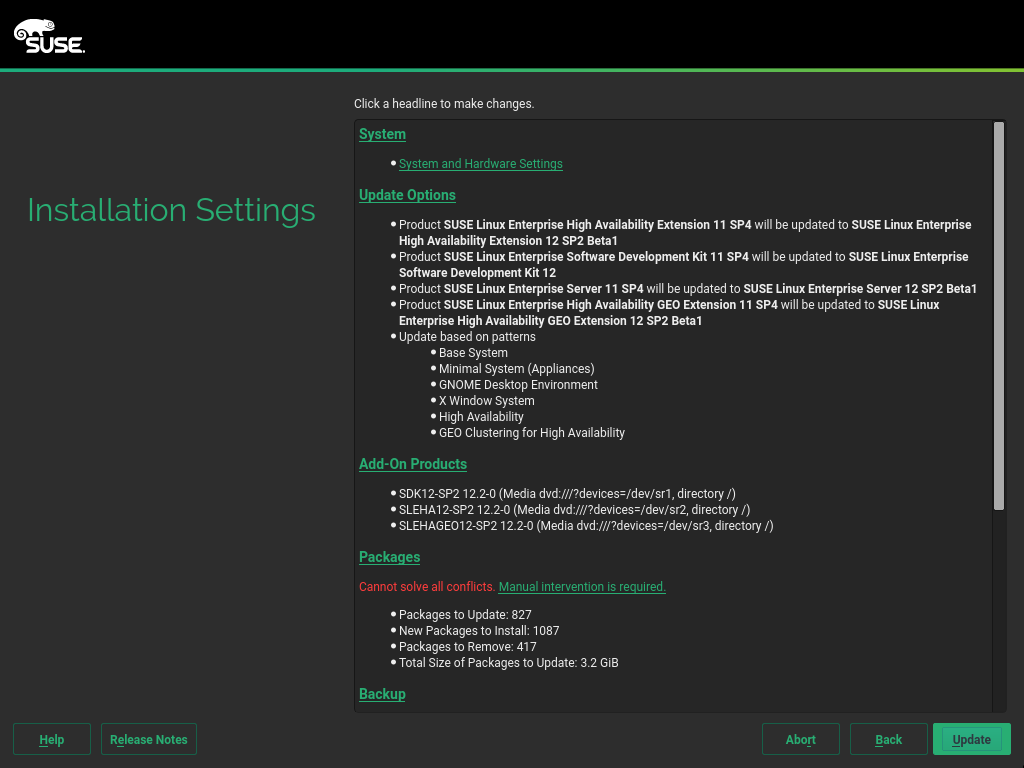 SUSE.
Click a headline to make changes.
Installation Settings
System
System and Hardware Settings
Update Options
Product SUSE Linux Enterprise High Availability Extension 11 SP4 will be updated to SUSE Linux Enterprise
High Availability Extension 12 SP2 Beta1
Product SUSE Linux Enterprise Software Development Kit 11 SP4 will be updated to SUSE Linux Enterprise
Software Development Kit 12
Product SUSE Linux Enterprise Server 11 SP4 will be updated to SUSE Linux Enterprise Server 12 SP2 Beta1
Product SUSE Linux Enterprise High Availability GEO Extension 11 SP4 will be updated to SUSE Linux
Enterprise High Availability GEO Extension 12 SP2 Beta1
Update based on patterns
Base System
Minimal System (Appliances)
GNOME Desktop Environment
X Window System
High Availability
GEO Clustering for High Availability
Add-On Products
SDK12-SP2 12.2-0 (Media dvd:///?devices=/dev/sr1, directory /)
SLEHA12-SP2 12.2-0 (Media dvd:///?devices=/dev/sr2, directory /)
SLEHAGEO12-SP2 12.2-0 (Media dvd:///?devices=/dev/sr3, directory /)
Packages
Cannot solve all conflicts. Manual intervention is required.
Packages to Update: 827
New Packages to Install: 1087
Packages to Remove: 417
Total Size of Packages to Update: 3.2 GiB
Backup
Help
Release Notes
Abort
Back
Update